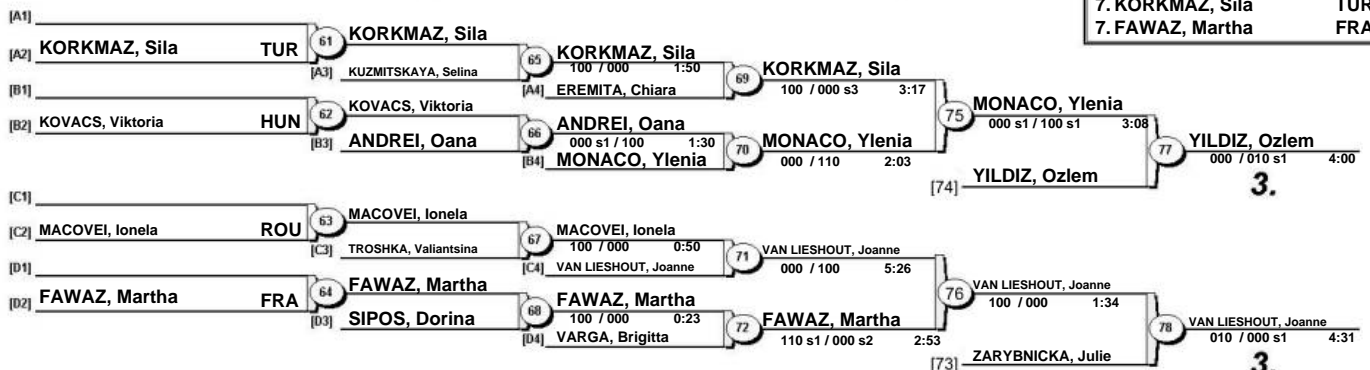 7. KORKMAZ, Sila TUR
7. FAWAZ, Martha FRA
[A1]
[A2] KORKMAZ, Sila TUR
61 KORKMAZ, Sila
[A3] KUZMITSKAYA, Selina
65 KORKMAZ, Sila
100 / 000 1:50
[A4] EREMITA, Chiara
69 KORKMAZ, Sila
100 / 000 s3 3:17
[B1]
[B2] KOVACS, Viktoria HUN
62 KOVACS, Viktoria
[B3] ANDREI, Oana
66 ANDREI, Oana
000 s1 / 100 1:30
[B4] MONACO, Ylenia
70 MONACO, Ylenia
000 / 110 2:03
75 MONACO, Ylenia
000 s1 / 100 s1 3:08
[74] YILDIZ, Ozlem
77 YILDIZ, Ozlem
000 / 010 s1 4:00
3.
[C1]
[C2] MACOVEI, Ionela ROU
63 MACOVEI, Ionela
[C3] TROSHKA, Valiantsina
67 MACOVEI, Ionela
100 / 000 0:50
[C4] VAN LIESHOUT, Joanne
71 VAN LIESHOUT, Joanne
000 / 100 5:26
[D1]
[D2] FAWAZ, Martha FRA
64 FAWAZ, Martha
[D3] SIPOS, Dorina
68 FAWAZ, Martha
100 / 000 0:23
[D4] VARGA, Brigitta
72 FAWAZ, Martha
110 s1 / 000 s2 2:53
76 VAN LIESHOUT, Joanne
100 / 000 1:34
[73] ZARYBNICKA, Julie
78 VAN LIESHOUT, Joanne
010 / 000 s1 4:31
3.